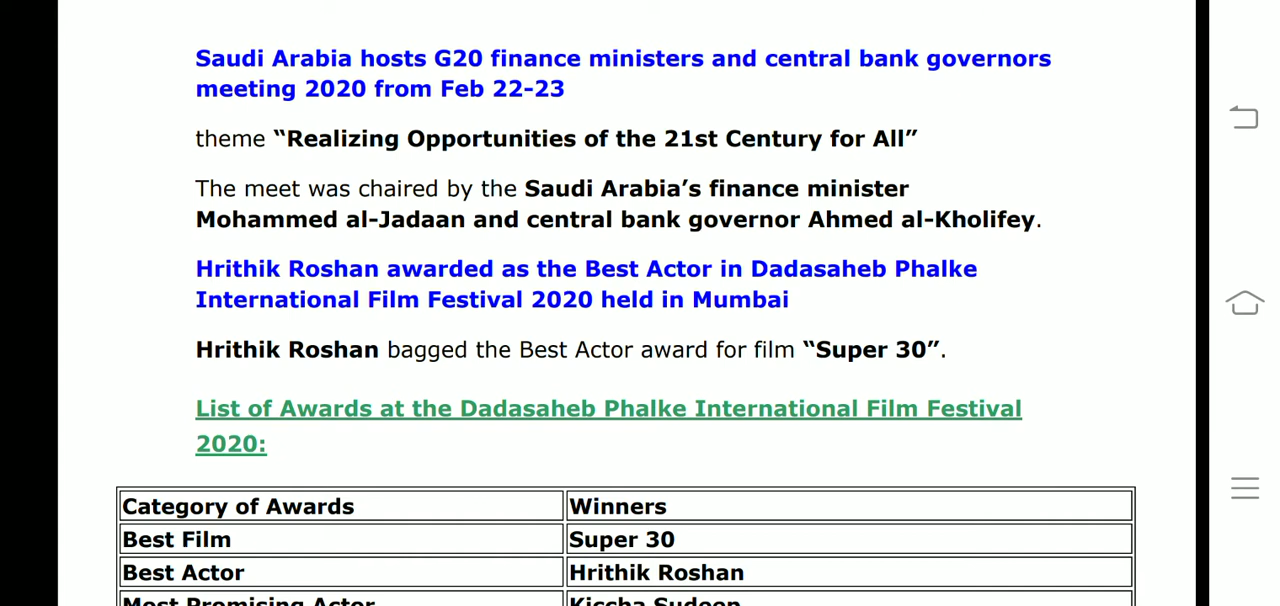 Saudi Arabia hosts G20 finance ministers and central bank governors
meeting 2020 from Feb 22-23
theme “Realizing Opportunities of the 21st Century for All”
The meet was chaired by the Saudi Arabia’s finance minister
Mohammed al-Jadaan and central bank governor Ahmed al-Kholifey.
Hrithik Roshan awarded as the Best Actor in Dadasaheb Phalke
International Film Festival 2020 held in Mumbai
Hrithik Roshan bagged the Best Actor award for film “Super 30”.
List of Awards at the Dadasaheb Phalke International Film Festival
2020:
Category of Awards Winners
Best Film Super 30
Best Actor Hrithik Roshan
Most Promising Actor Kiccha Sudeep